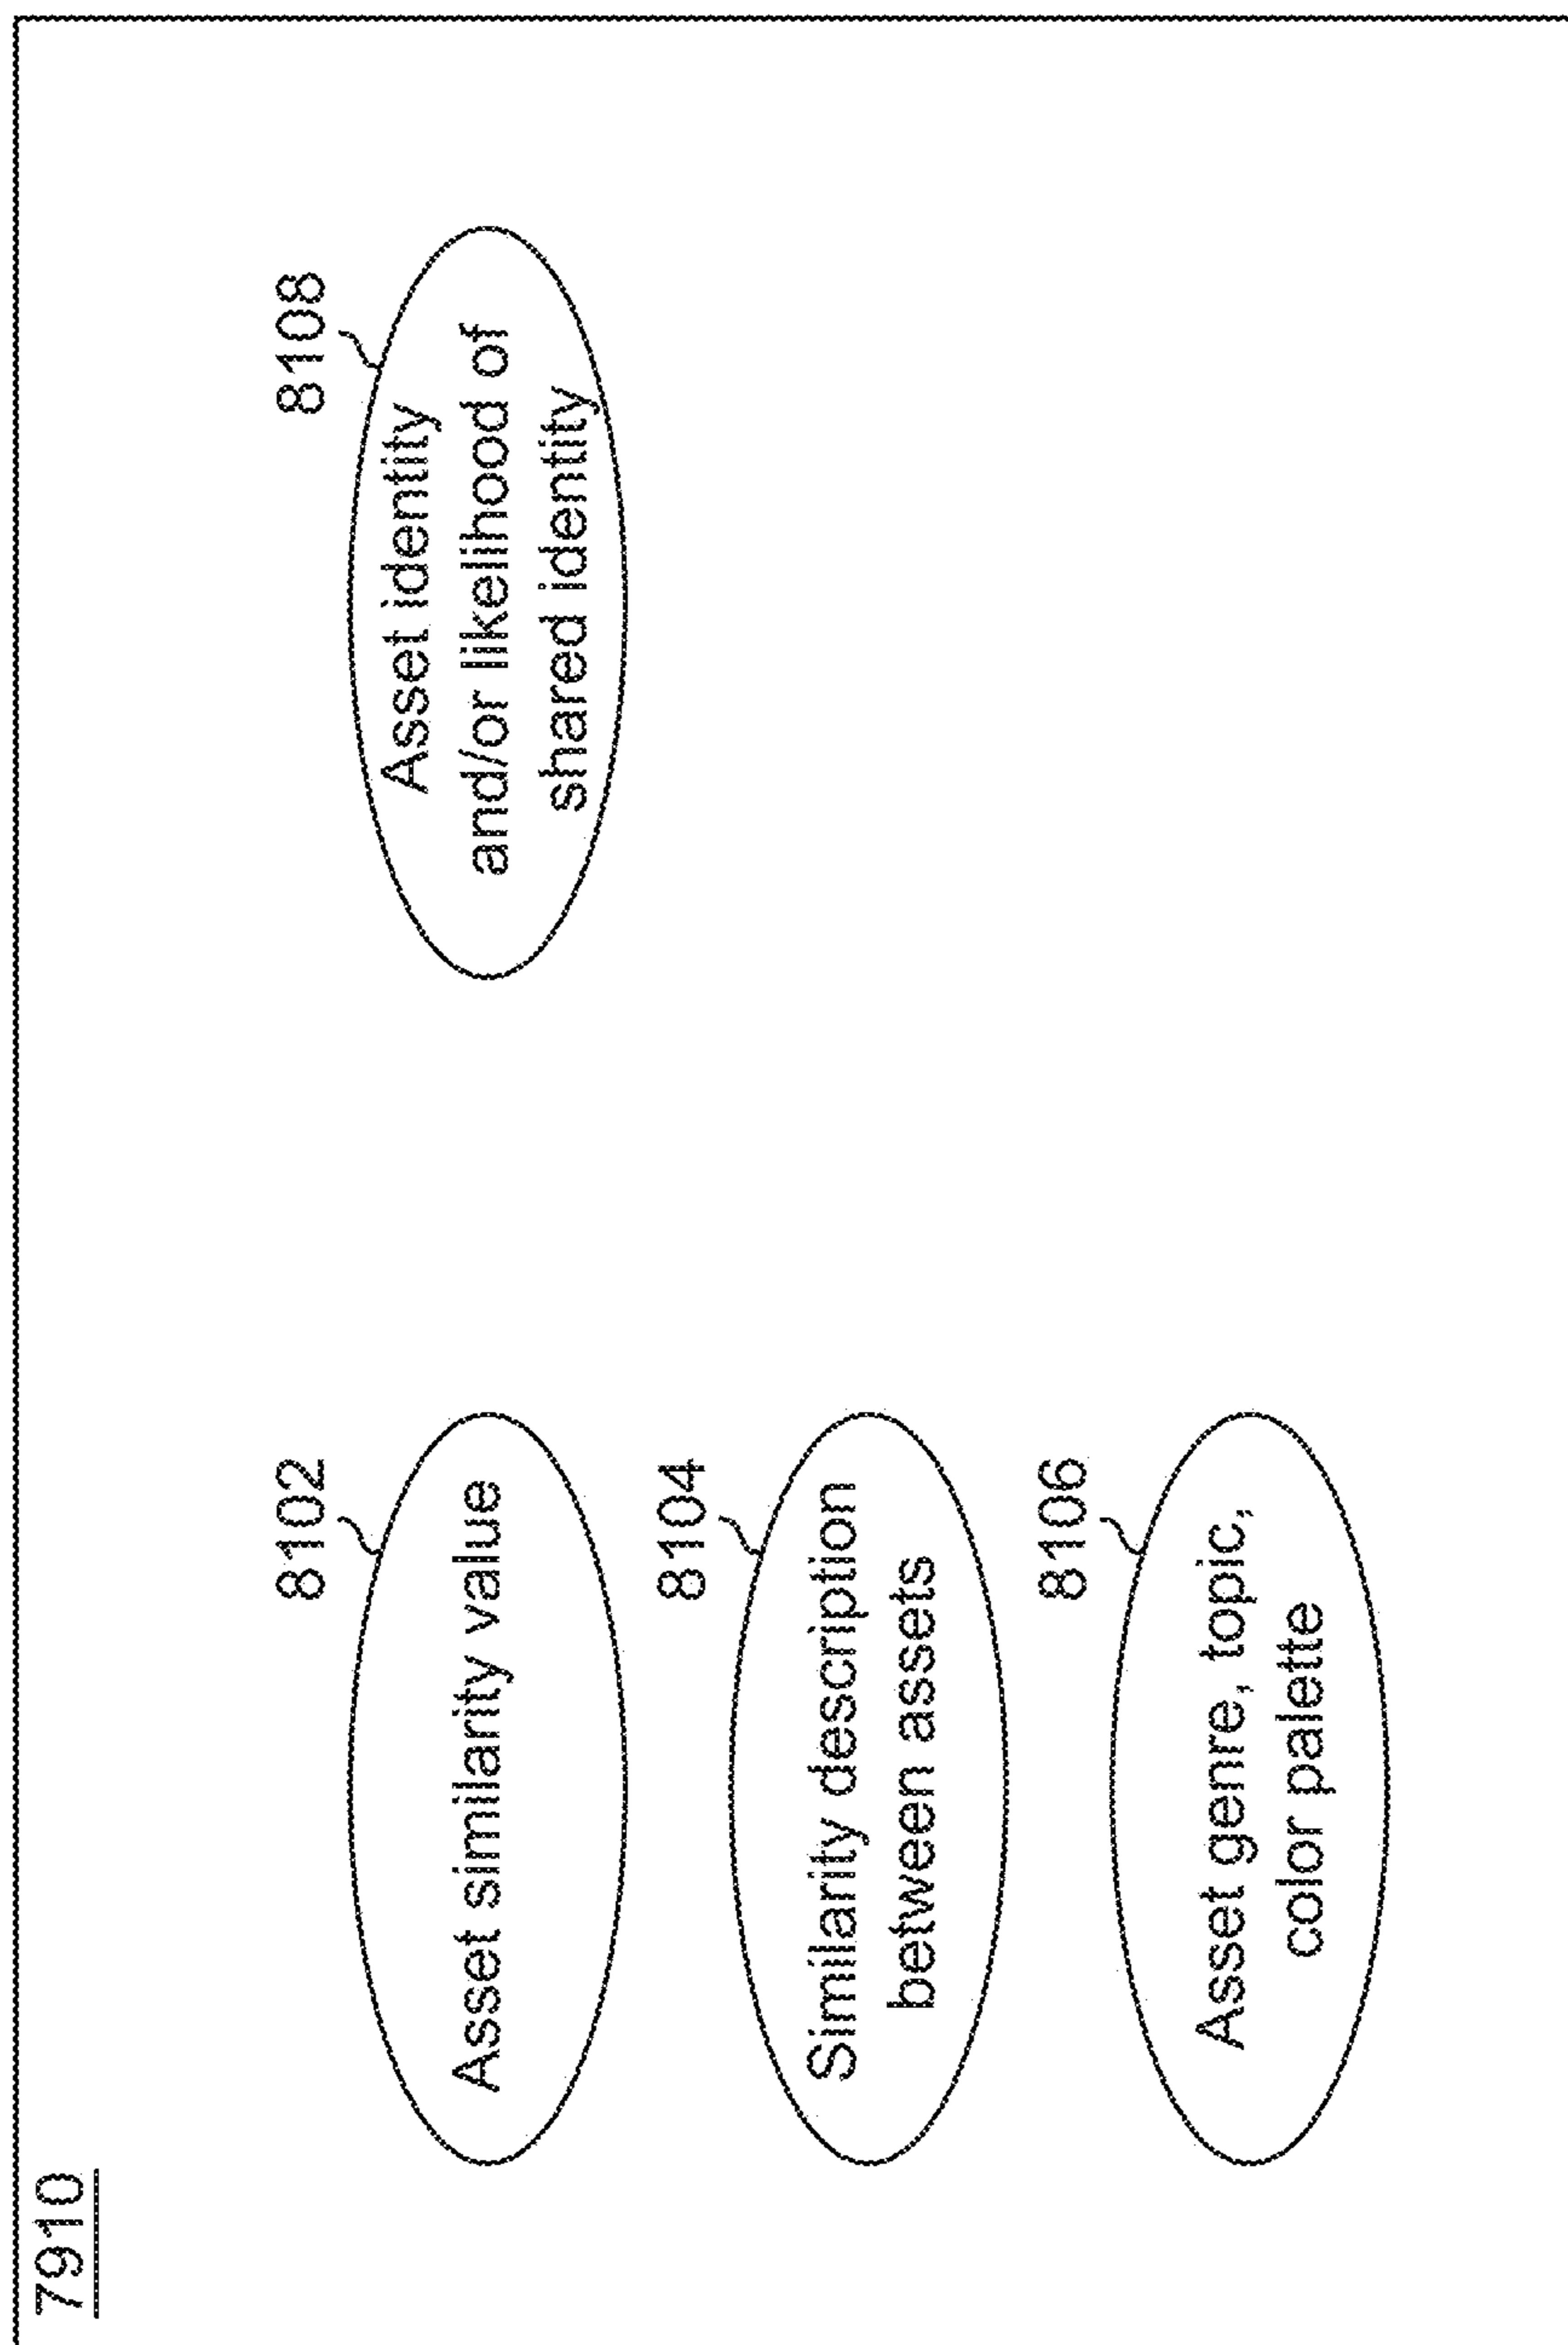 7910
8102
Asset similarity value
8104
Similarity description
between assets
8106
Asset genre, topic,
color palette
8108
Asset identity
and/or likelihood of
shared identity